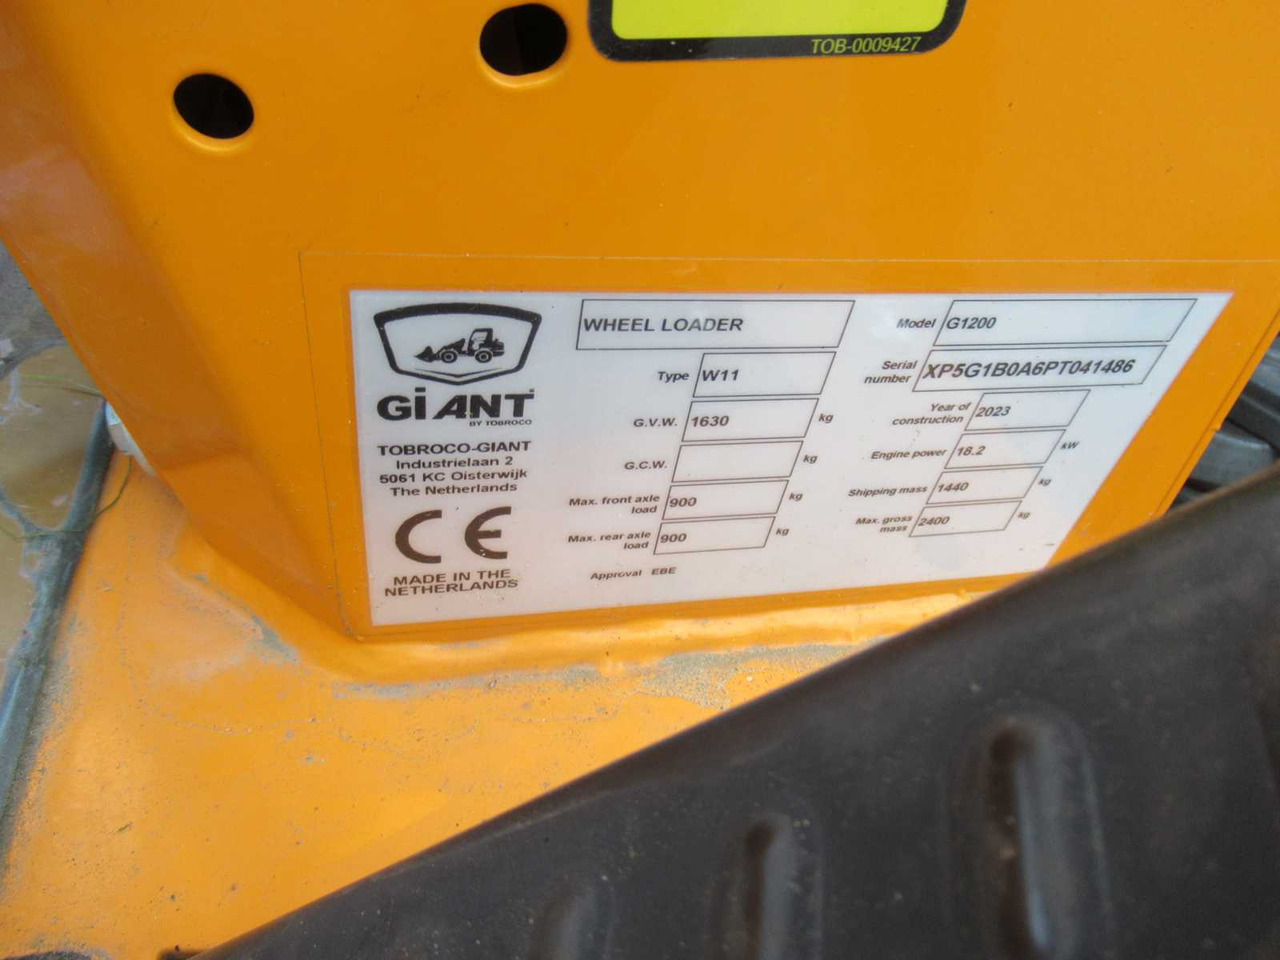 TOB-0009427
GiANT
BY TOBROCO
TOBROCO-GIANT
Industrielaan 2
5061 KC Oisterwijk
The Netherlands
CE
MADE IN THE
NETHERLANDS
WHEEL LOADER
Type W11
G.V.W. 1630 kg
G.C.W. kg
Max. front axle
load 900 kg
Max. rear axle
load 900 kg
Approval EBE
Model G1200
Serial
number XP5G1B0A6PT041486
Year of
construction 2023
Engine power 18.2 kW
Shipping mass 1440 kg
Max. gross
mass 2400 kg